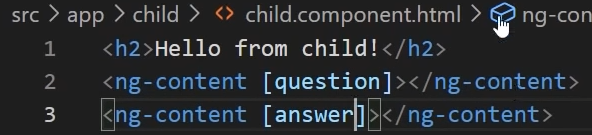 src > app > child > <> child.component.html > ng-con
1 <h2>Hello from child!</h2>
2 <ng-content [question]></ng-content>
3 <ng-content [answer]></ng-content>